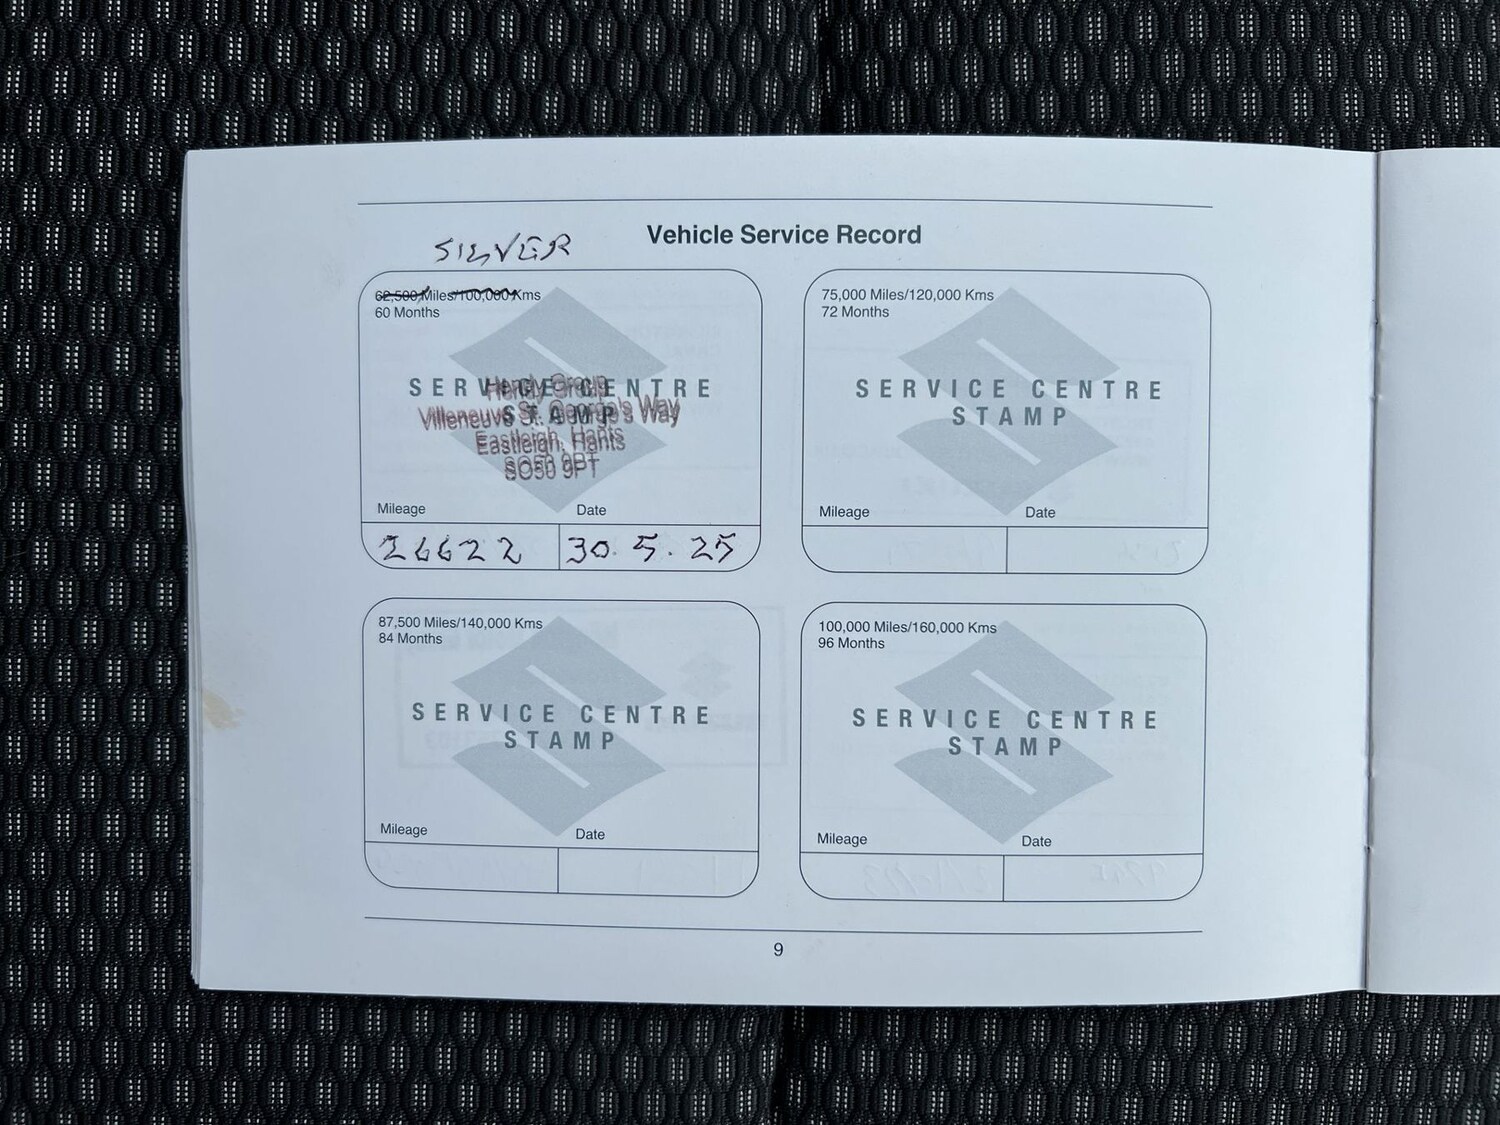 Vehicle Service Record
SILVER
62,500 Miles/100,000 Kms
60 Months
SERVICE CENTRE
STAMP
Hendy Group
Villeneuve St. George's Way
Eastleigh, Hants
SO50 9PT
Mileage Date
26622 30.5.25
75,000 Miles/120,000 Kms
72 Months
SERVICE CENTRE
STAMP
Mileage Date
87,500 Miles/140,000 Kms
84 Months
SERVICE CENTRE
STAMP
Mileage Date
100,000 Miles/160,000 Kms
96 Months
SERVICE CENTRE
STAMP
Mileage Date
9